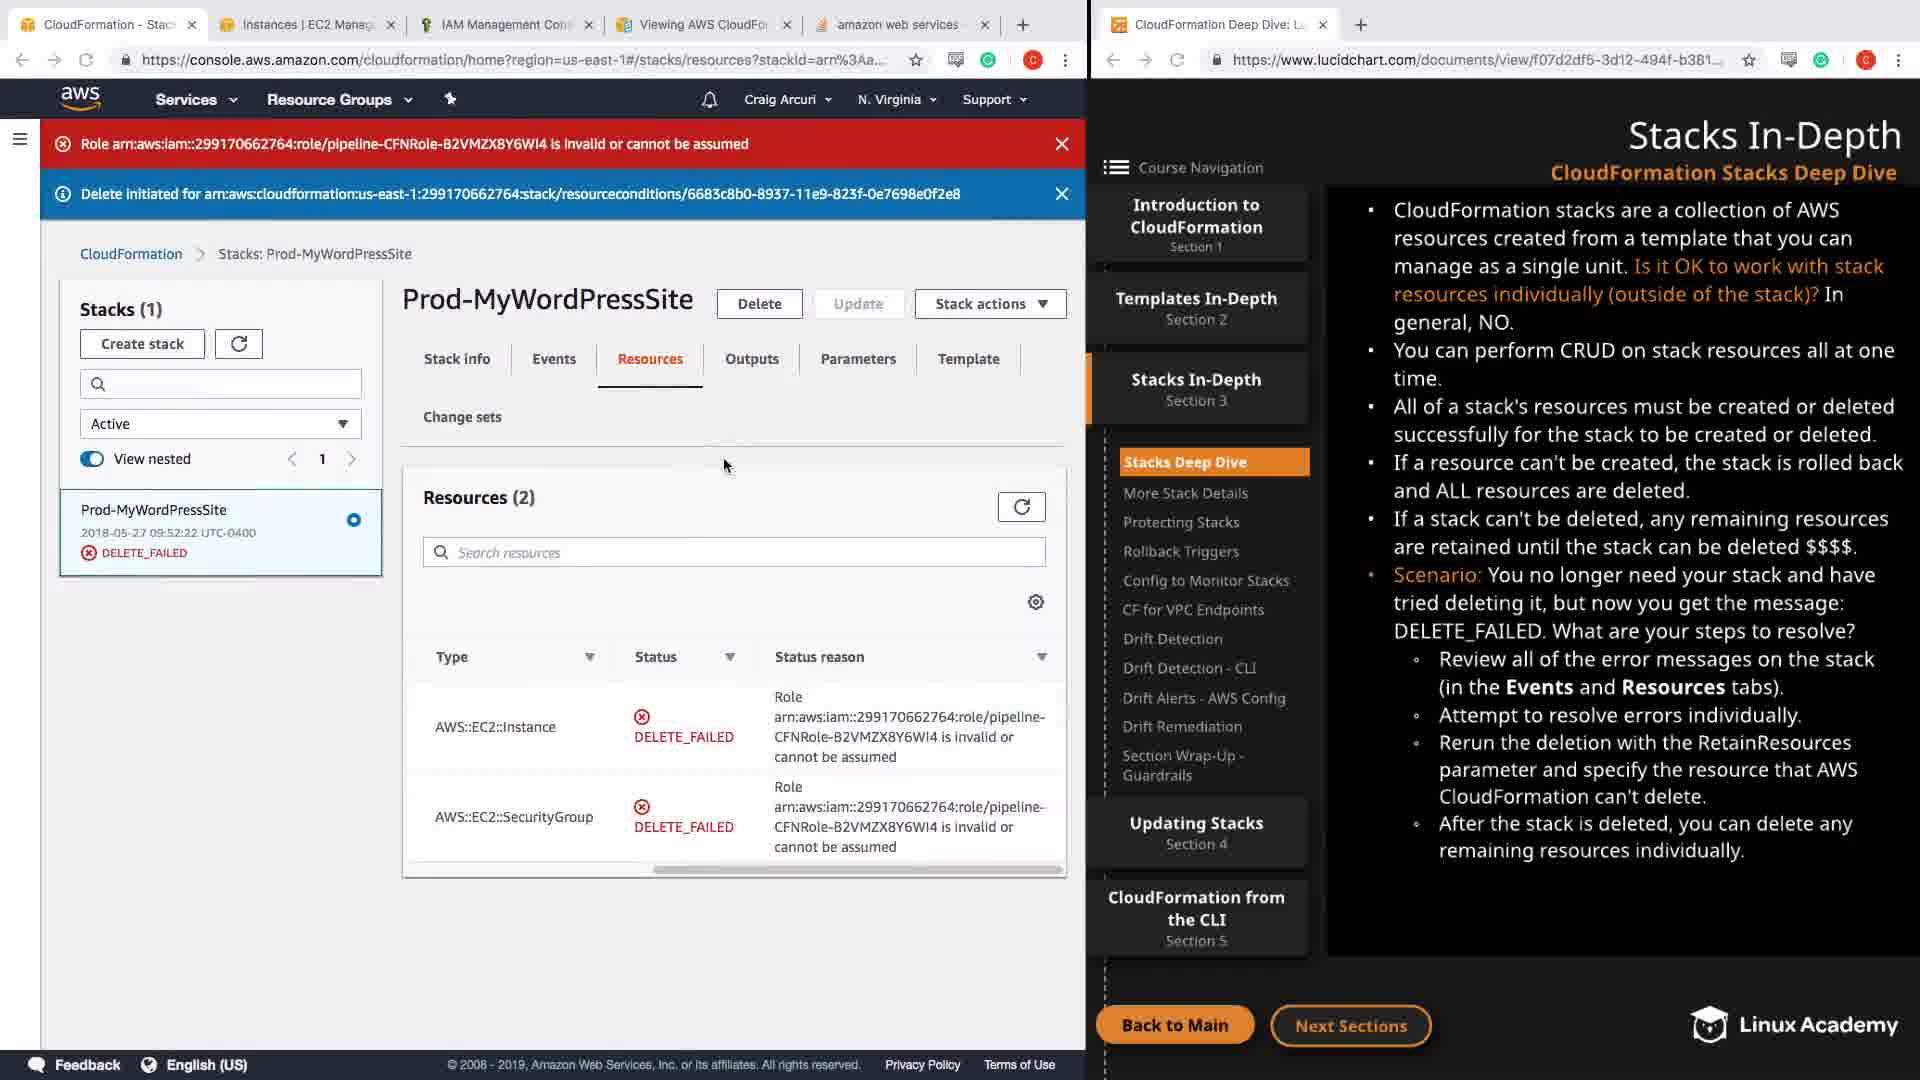 CloudFormation - Stac
Instances | EC2 Manag
IAM Management Con
Viewing AWS CloudFo
amazon web services -
https://console.aws.amazon.com/cloudformation/home?region=us-east-1#/stacks/resources?stackId=arn%3Aa...
aws
Services
Resource Groups
Craig Arcuri
N. Virginia
Support
Role arn:aws:iam::299170662764:role/pipeline-CFNRole-B2VMZX8Y6WI4 is invalid or cannot be assumed
Delete initiated for arn:aws:cloudformation:us-east-1:299170662764:stack/resourceconditions/6683c8b0-8937-11e9-823f-0e7698e0f2e8
CloudFormation
Stacks: Prod-MyWordPressSite
Stacks (1)
Create stack
Active
View nested
1
Prod-MyWordPressSite
2018-05-27 09:52:22 UTC-0400
DELETE_FAILED
Prod-MyWordPressSite
Delete
Update
Stack actions
Stack info
Events
Resources
Outputs
Parameters
Template
Change sets
Resources (2)
Search resources
Type
Status
Status reason
AWS::EC2::Instance
DELETE_FAILED
Role
arn:aws:iam::299170662764:role/pipeline-
CFNRole-B2VMZX8Y6WI4 is invalid or
cannot be assumed
AWS::EC2::SecurityGroup
DELETE_FAILED
Role
arn:aws:iam::299170662764:role/pipeline-
CFNRole-B2VMZX8Y6WI4 is invalid or
cannot be assumed
Feedback
English (US)
© 2008 - 2019, Amazon Web Services, Inc. or its affiliates. All rights reserved.
Privacy Policy
Terms of Use
CloudFormation Deep Dive: L
C
https://www.lucidchart.com/documents/view/f07d2df5-3d12-494f-b381...
C
Stacks In-Depth
CloudFormation Stacks Deep Dive
Course Navigation
Introduction to
CloudFormation
Section 1
Templates In-Depth
Section 2
Stacks In-Depth
Section 3
Stacks Deep Dive
More Stack Details
Protecting Stacks
Rollback Triggers
Config to Monitor Stacks
CF for VPC Endpoints
Drift Detection
Drift Detection - CLI
Drift Alerts - AWS Config
Drift Remediation
Section Wrap-Up -
Guardrails
Updating Stacks
Section 4
CloudFormation from
the CLI
Section 5
• CloudFormation stacks are a collection of AWS
resources created from a template that you can
manage as a single unit. Is it OK to work with stack
resources individually (outside of the stack)? In
general, NO.
• You can perform CRUD on stack resources all at one
time.
• All of a stack's resources must be created or deleted
successfully for the stack to be created or deleted.
• If a resource can't be created, the stack is rolled back
and ALL resources are deleted.
• If a stack can't be deleted, any remaining resources
are retained until the stack can be deleted $$$$.
• Scenario: You no longer need your stack and have
tried deleting it, but now you get the message:
DELETE_FAILED. What are your steps to resolve?
◦ Review all of the error messages on the stack
(in the Events and Resources tabs).
◦ Attempt to resolve errors individually.
◦ Rerun the deletion with the RetainResources
parameter and specify the resource that AWS
CloudFormation can't delete.
◦ After the stack is deleted, you can delete any
remaining resources individually.
Back to Main
Next Sections
Linux Academy